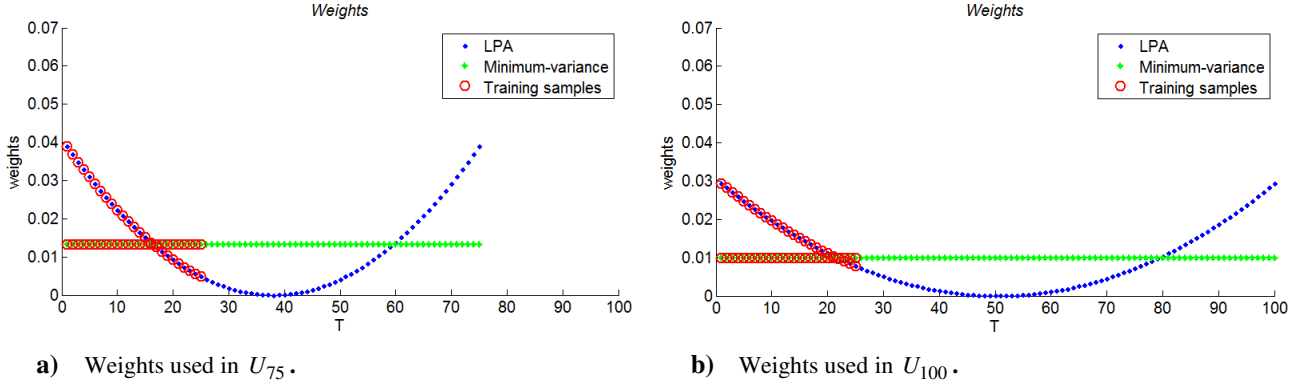 Weights
0.07
0.06
0.05
0.04
0.03
0.02
0.01
0
weights
LPA
Minimum-variance
Training samples
0 10 20 30 40 50 60 70 80 90 100
T
a) Weights used in U75.
Weights
0.07
0.06
0.05
0.04
0.03
0.02
0.01
0
weights
LPA
Minimum-variance
Training samples
0 10 20 30 40 50 60 70 80 90 100
T
b) Weights used in U100.